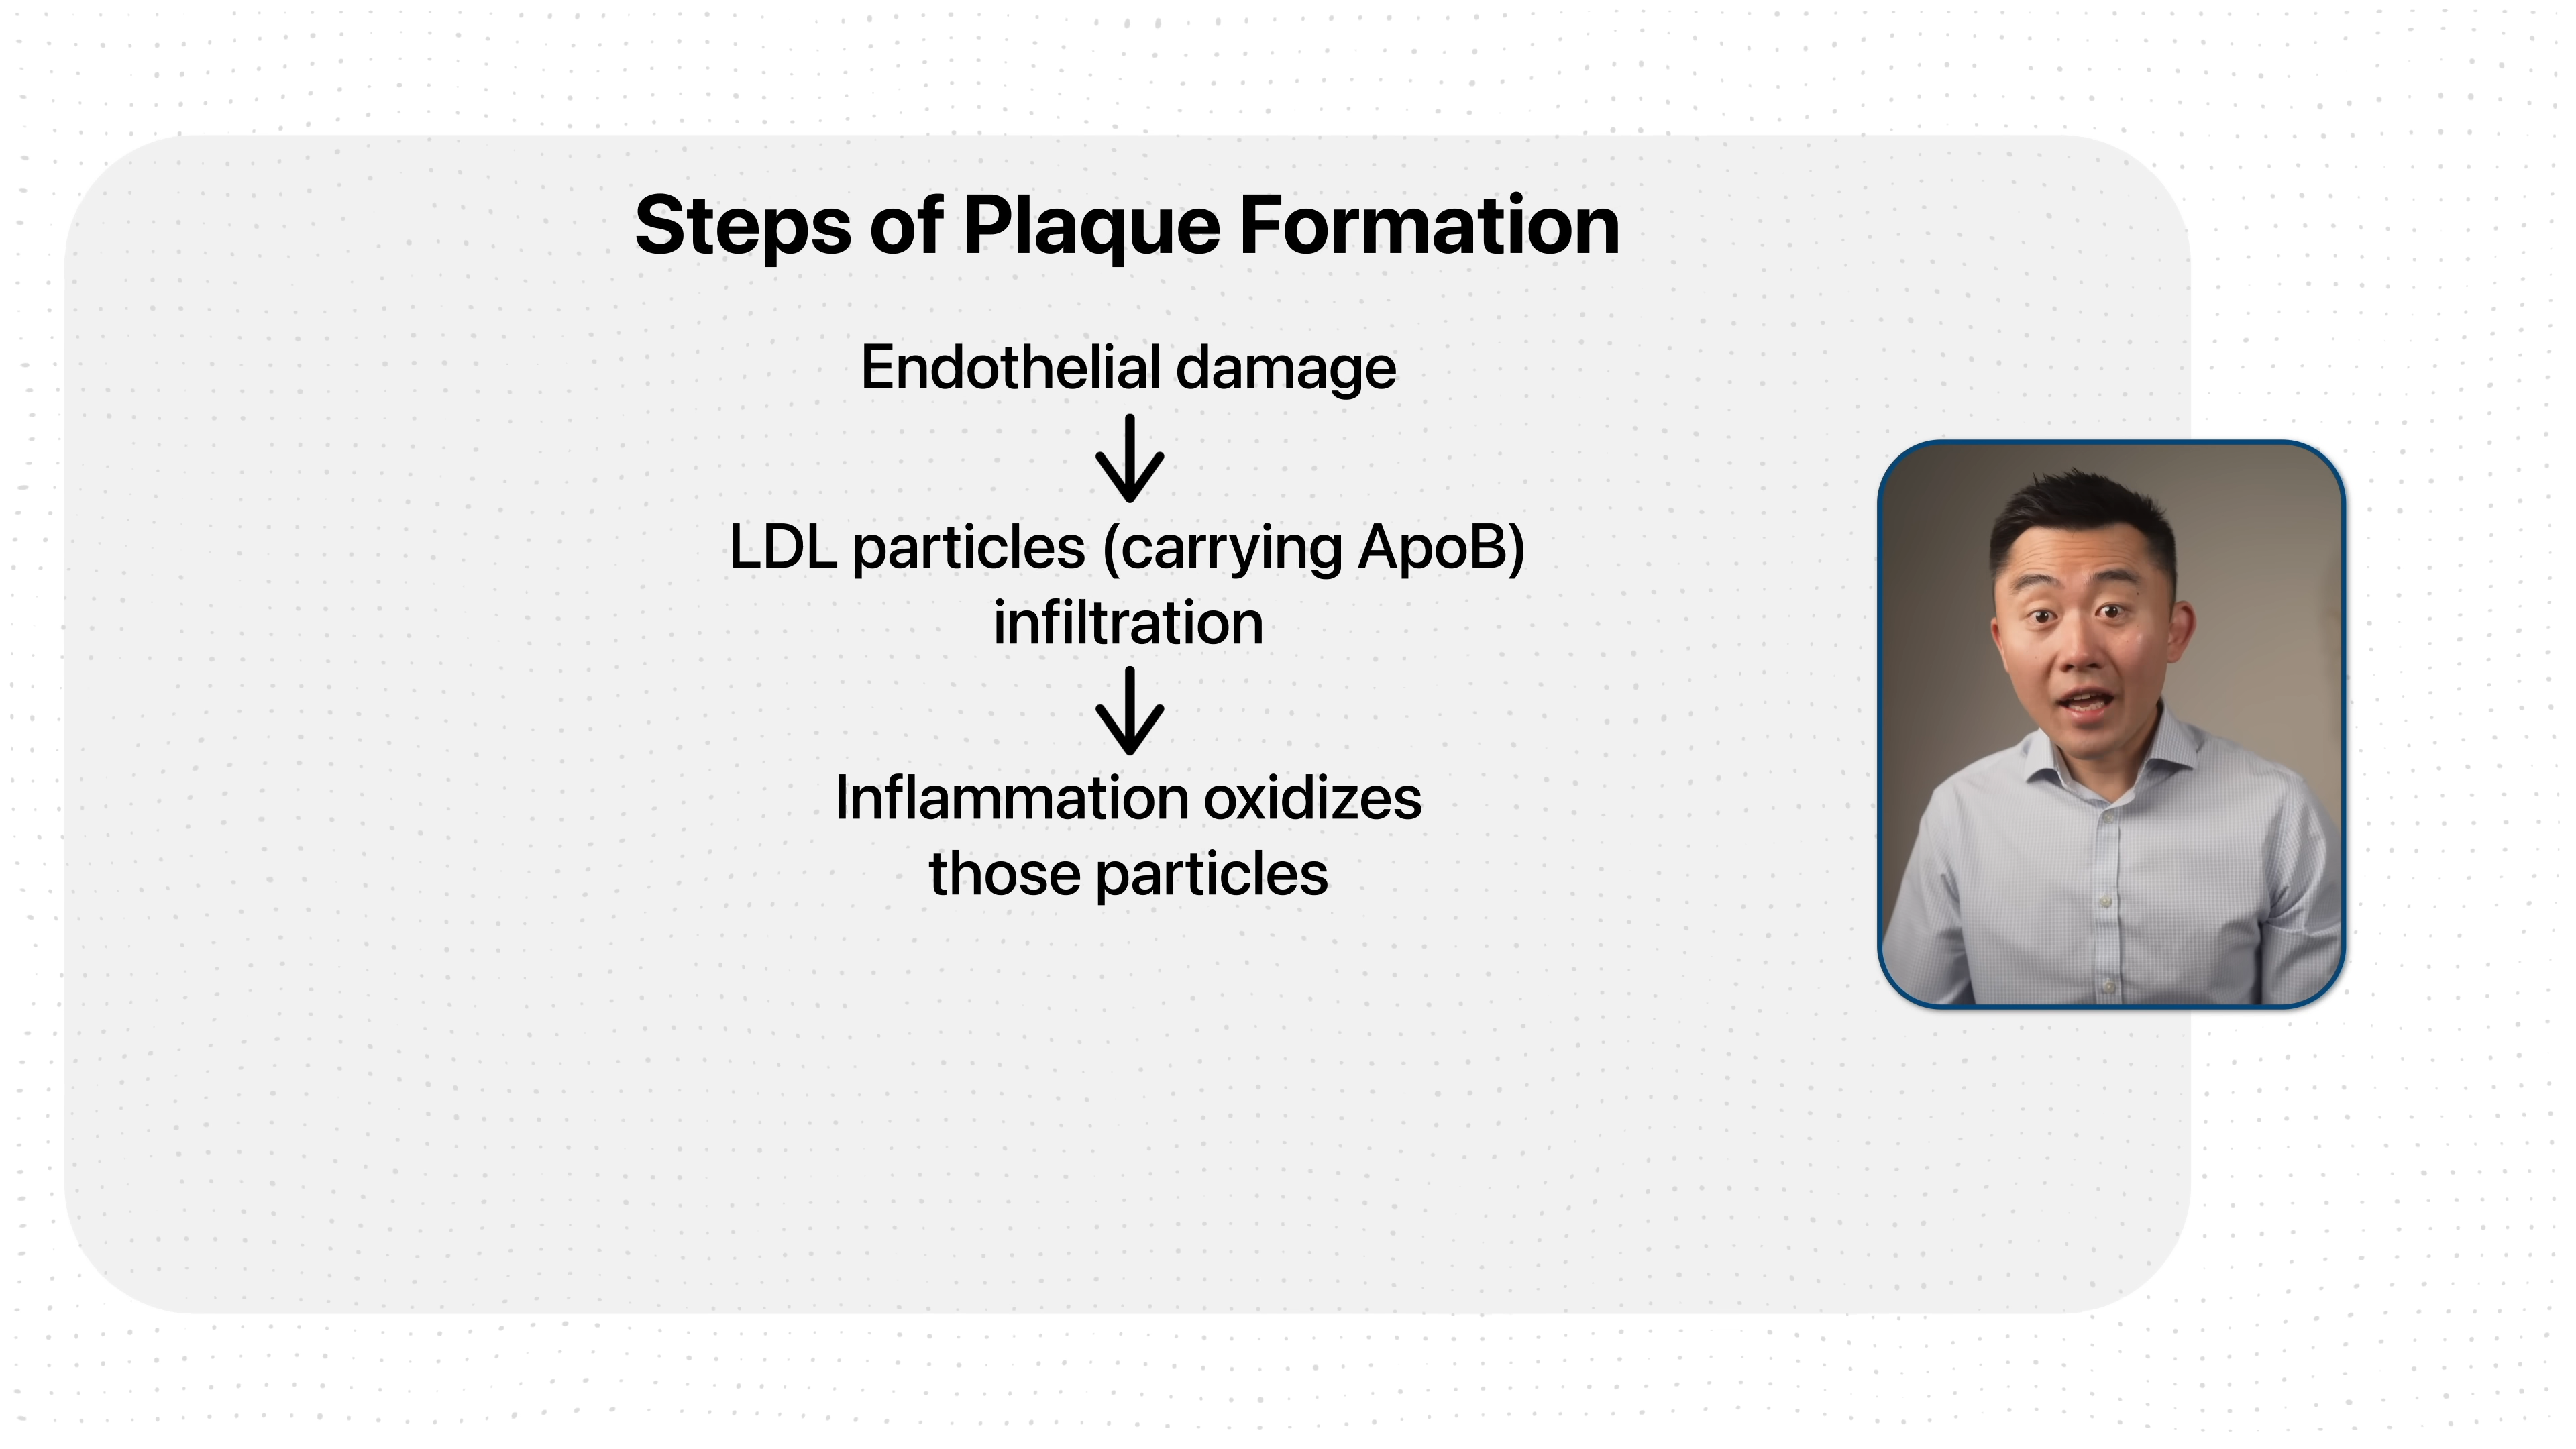 Steps of Plaque Formation
Endothelial damage
LDL particles (carrying ApoB)
infiltration
Inflammation oxidizes
those particles